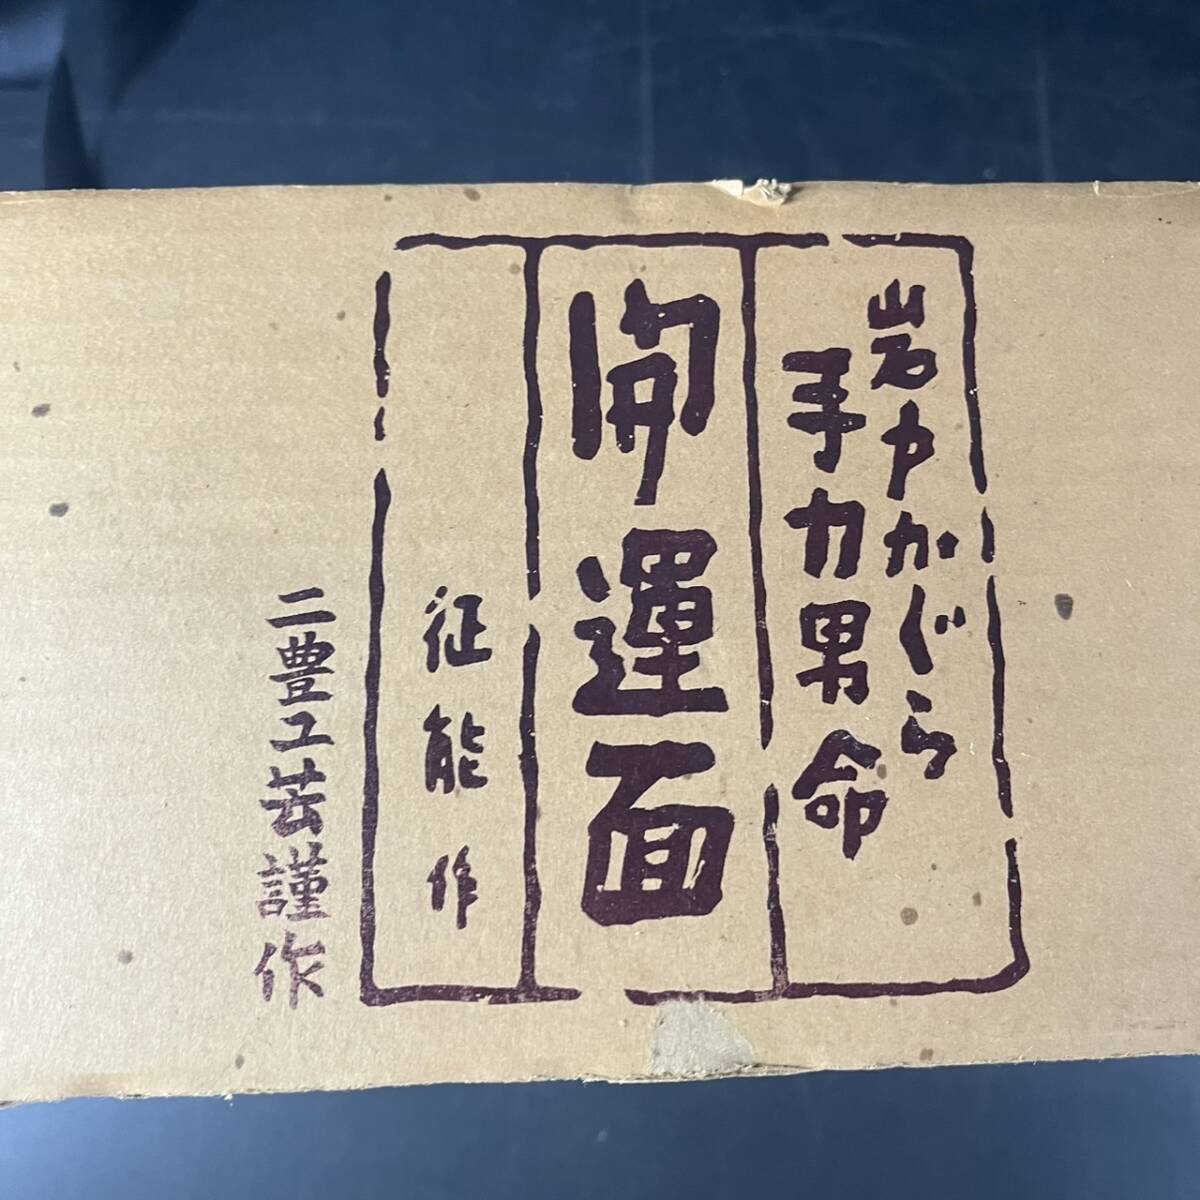 岩戸かぐら
手力男命
開運面
征能作
二豊工芸謹作